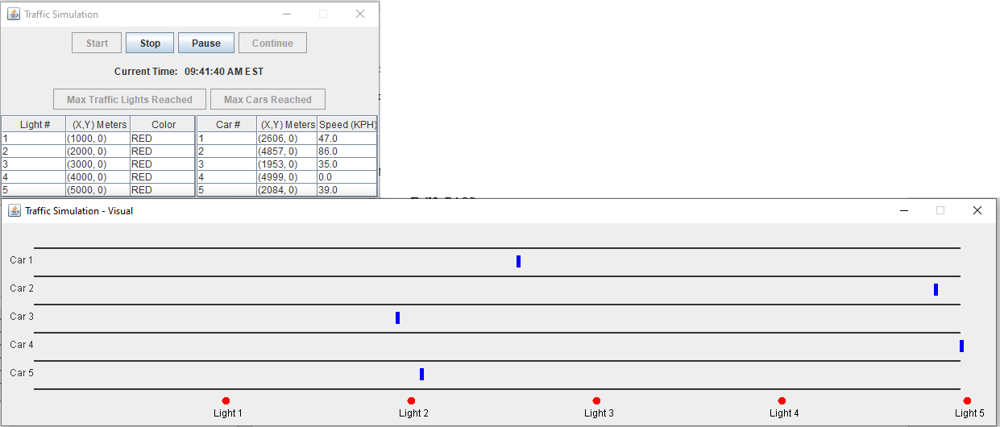 Traffic Simulation
Start Stop Pause Continue
Current Time: 09:41:40 AM EST
Max Traffic Lights Reached Max Cars Reached
Light # (X,Y) Meters Color Car # (X,Y) Meters Speed (KPH)
1 (1000, 0) RED 1 (2606, 0) 47.0
2 (2000, 0) RED 2 (4857, 0) 86.0
3 (3000, 0) RED 3 (1953, 0) 35.0
4 (4000, 0) RED 4 (4999, 0) 0.0
5 (5000, 0) RED 5 (2084, 0) 39.0
Traffic Simulation - Visual
Car 1
Car 2
Car 3
Car 4
Car 5
Light 1 Light 2 Light 3 Light 4 Light 5